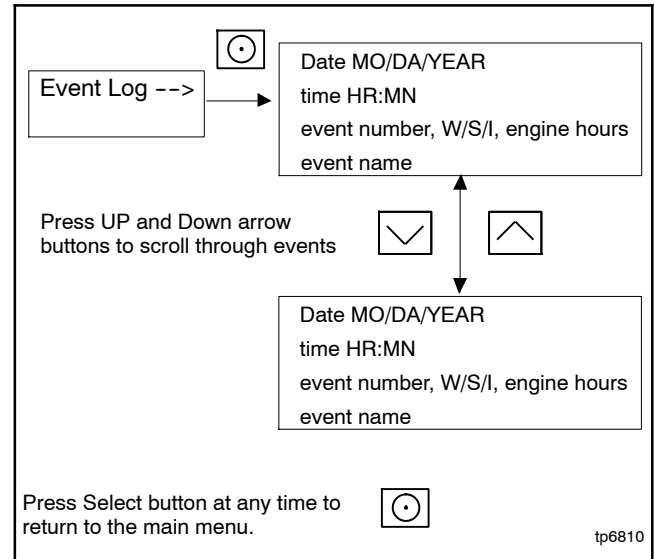 Event Log -->
Date MO/DA/YEAR
time HR:MN
event number, W/S/I, engine hours
event name
Press UP and Down arrow
buttons to scroll through events
Date MO/DA/YEAR
time HR:MN
event number, W/S/I, engine hours
event name
Press Select button at any time to
return to the main menu.
tp6810